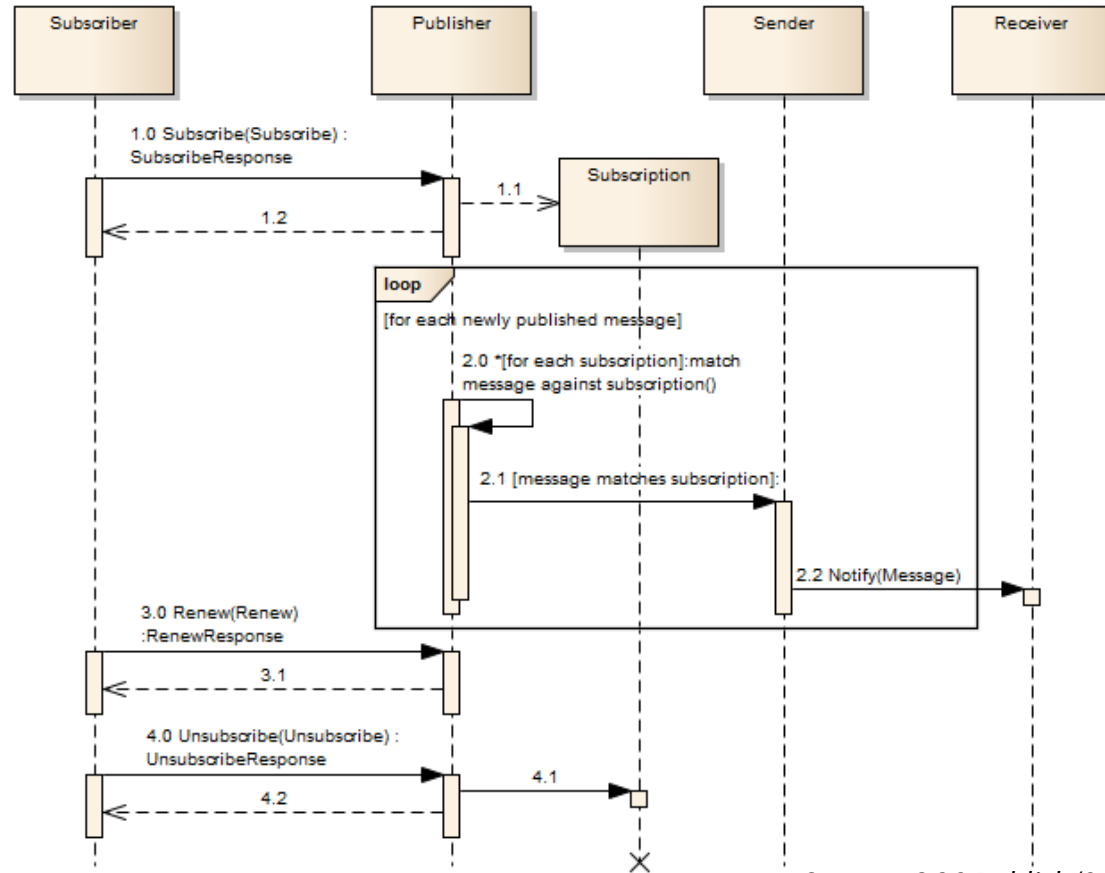 Subscriber
Publisher
Sender
Receiver
1.0 Subscribe(Subscribe) :
SubscribeResponse
Subscription
1.1
1.2
loop
[for each newly published message]
2.0 *[for each subscription]:match
message against subscription()
2.1 [message matches subscription]:
2.2 Notify(Message)
3.0 Renew(Renew)
:RenewResponse
3.1
4.0 Unsubscribe(Unsubscribe) :
UnsubscribeResponse
4.1
4.2